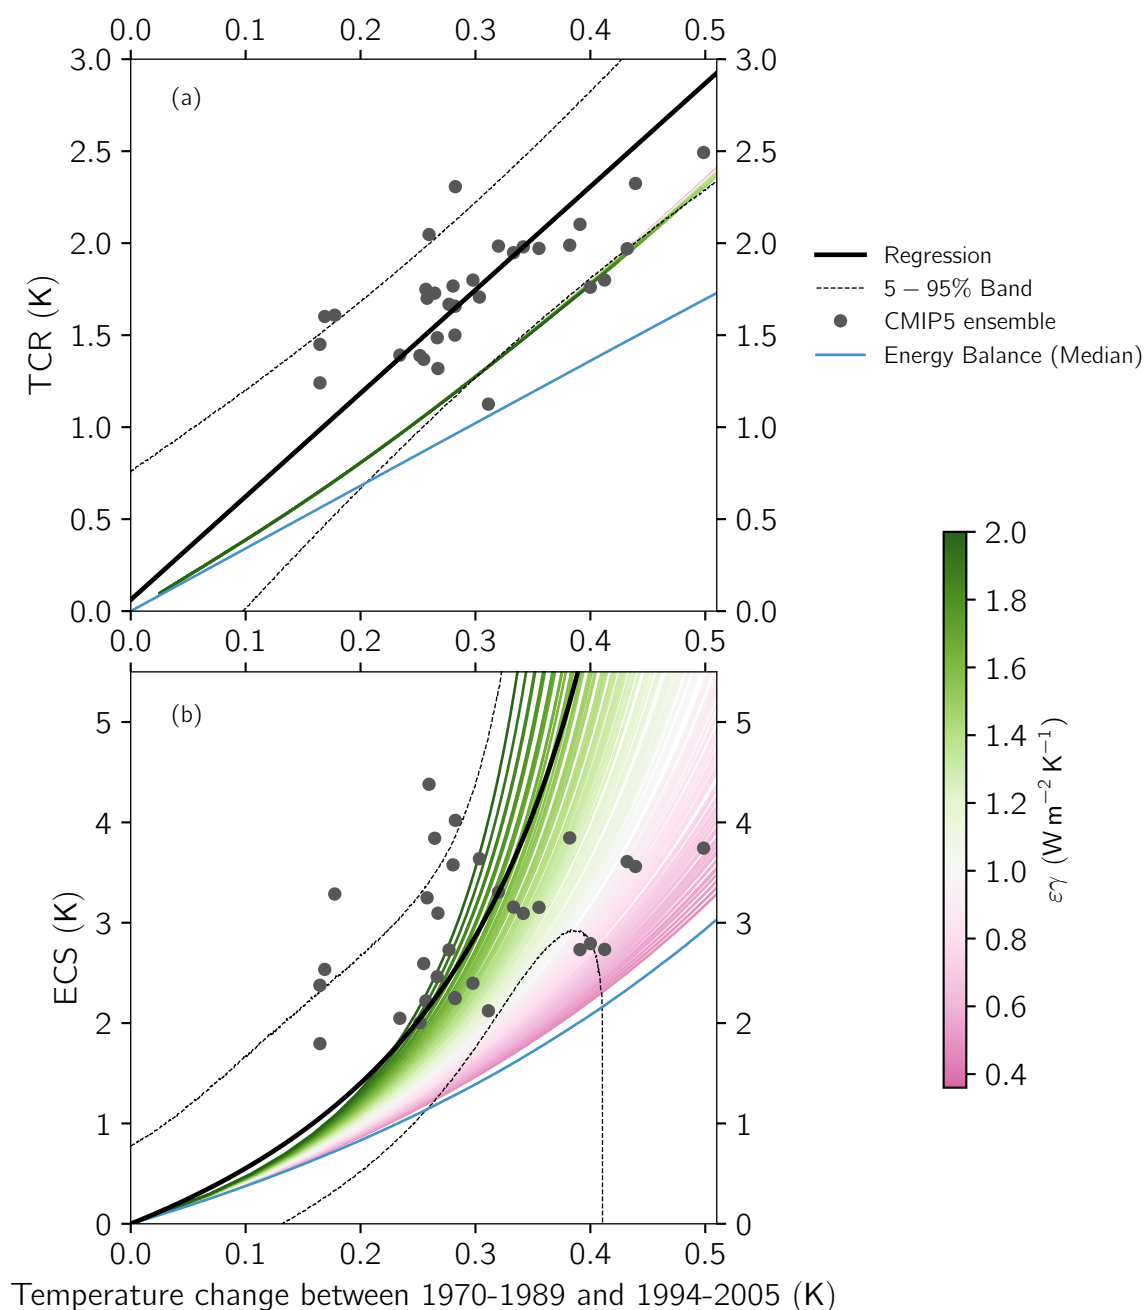 0.0 0.1 0.2 0.3 0.4 0.5
3.0 3.0
(a)
2.5 2.5
2.0 2.0
1.5 1.5
1.0 1.0
0.5 0.5
0.0 0.0
TCR (K)
Regression
5 – 95% Band
CMIP5 ensemble
Energy Balance (Median)
0.0 0.1 0.2 0.3 0.4 0.5
(b)
5 5
4 4
3 3
2 2
1 1
0 0
ECS (K)
0.0 0.1 0.2 0.3 0.4 0.5
Temperature change between 1970-1989 and 1994-2005 (K)
2.0
1.8
1.6
1.4
1.2
1.0
0.8
0.6
0.4
εγ (W m⁻² K⁻¹)